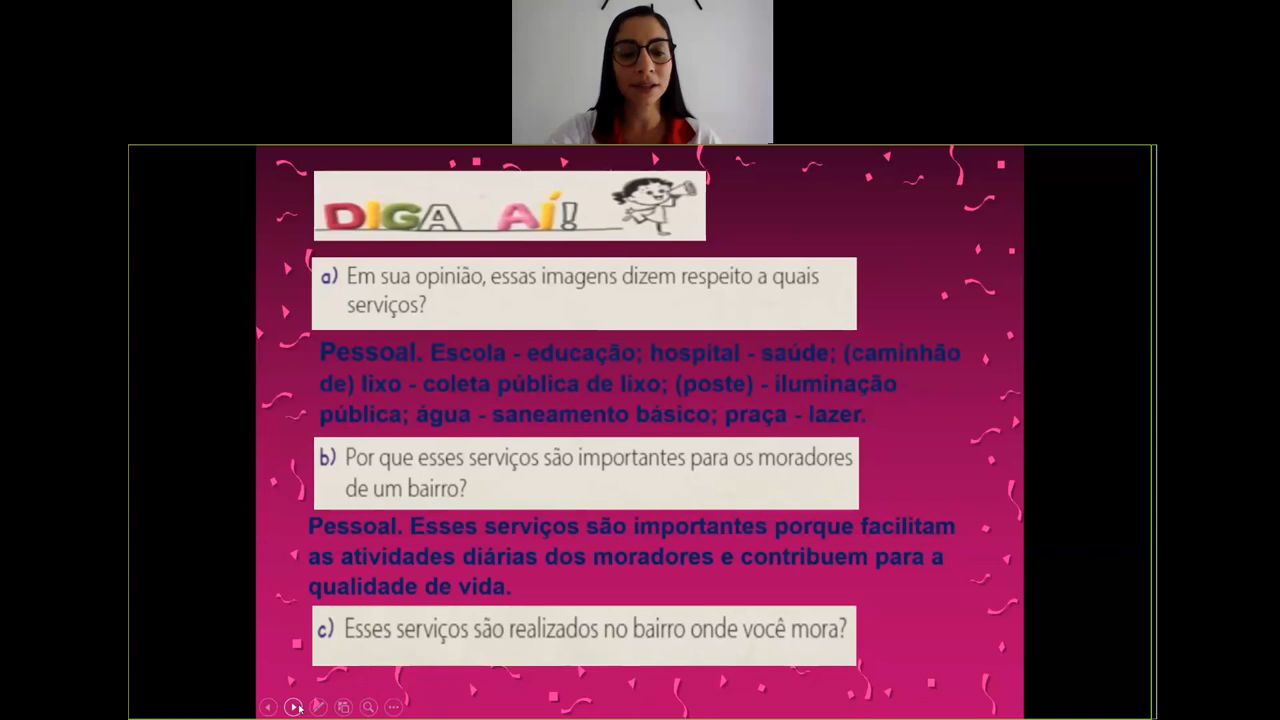 DIGA AÍ!
a) Em sua opinião, essas imagens dizem respeito a quais
serviços?
Pessoal. Escola - educação; hospital - saúde; (caminhão
de) lixo - coleta pública de lixo; (poste) - iluminação
pública; água - saneamento básico; praça - lazer.
b) Por que esses serviços são importantes para os moradores
de um bairro?
Pessoal. Esses serviços são importantes porque facilitam
as atividades diárias dos moradores e contribuem para a
qualidade de vida.
c) Esses serviços são realizados no bairro onde você mora?